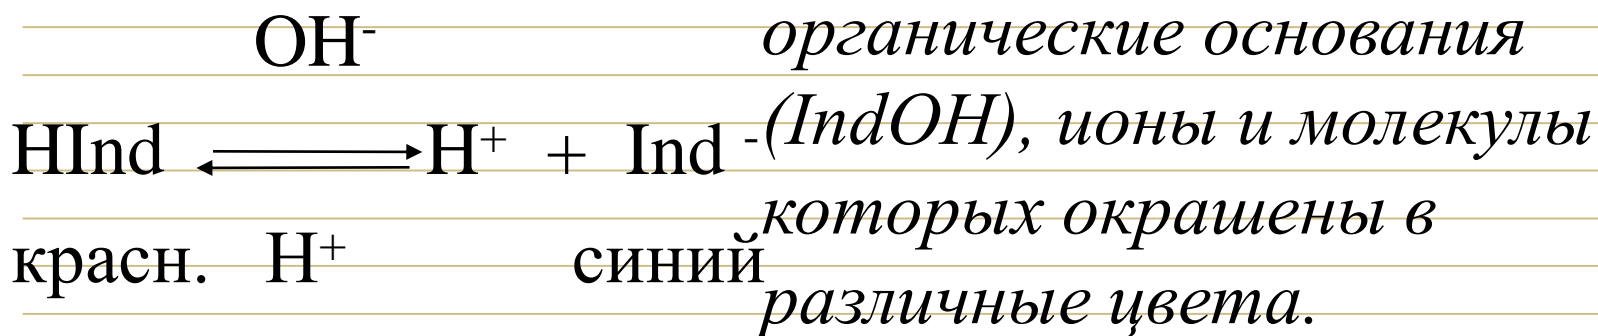 OH-
HInd H+ + Ind -
красн. H+ синий
органические основания
(IndOH), ионы и молекулы
которых окрашены в
различные цвета.